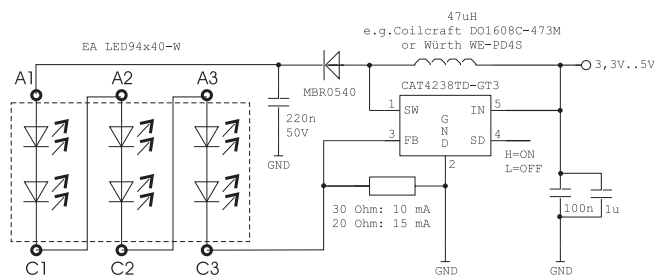 47uH
e.g.Coilcraft DO1608C-473M
or Würth WE-PD4S
EA LED94x40-W
3,3V..5V
MBR0540
CAT4238TD-GT3
A1
A2
A3
220n
50V
GND
1
SW
IN
5
3
FB
GND
SD
4
2
H=ON
L=OFF
30 Ohm: 10 mA
20 Ohm: 15 mA
100n
1u
C1
C2
C3
GND
GND